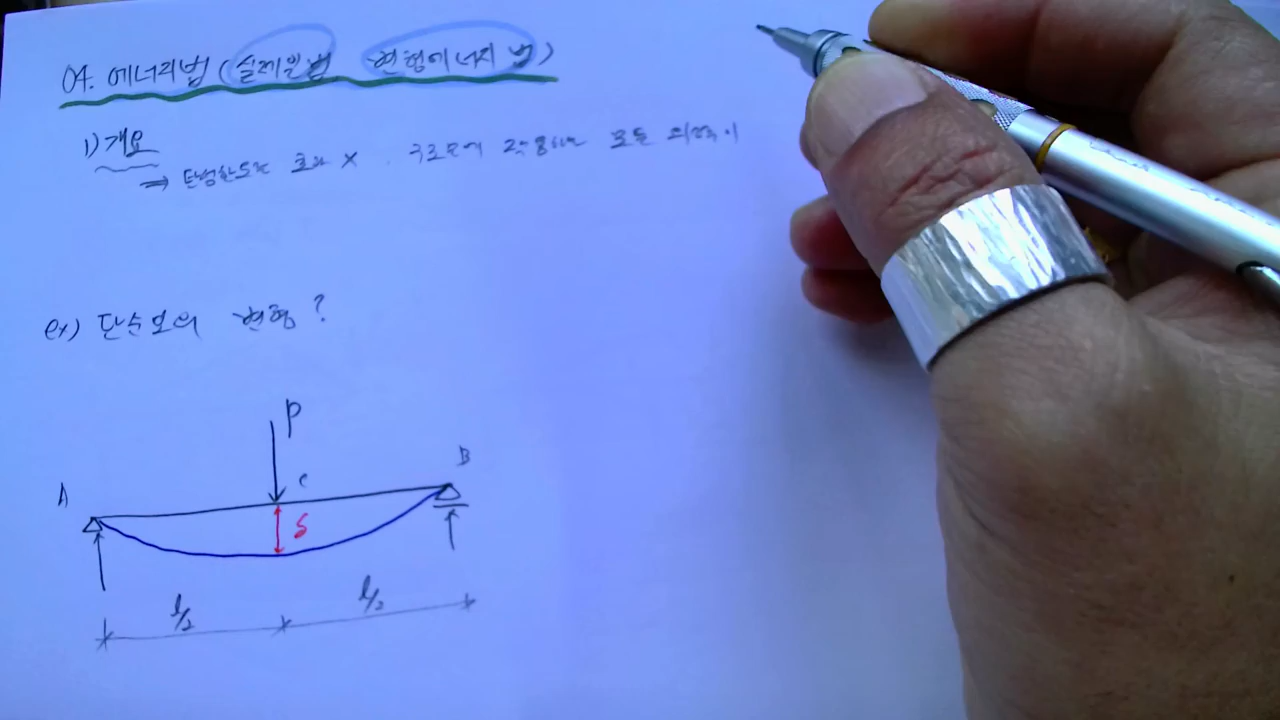 04. 에너지법 (실제일법 변형에너지 법)
1) 개요
⇒ 탄성한도는 초과 X. 구조물에 작용하는 모든 외력이
ex) 단순보의 변형?
P
A C B
δ
l/2 l/2